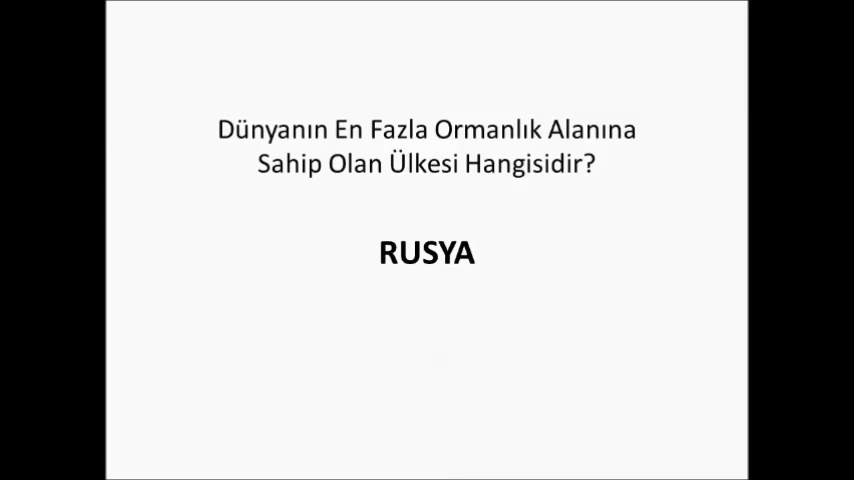 Dünyanın En Fazla Ormanlık Alanına
Sahip Olan Ülkesi Hangisidir?
RUSYA